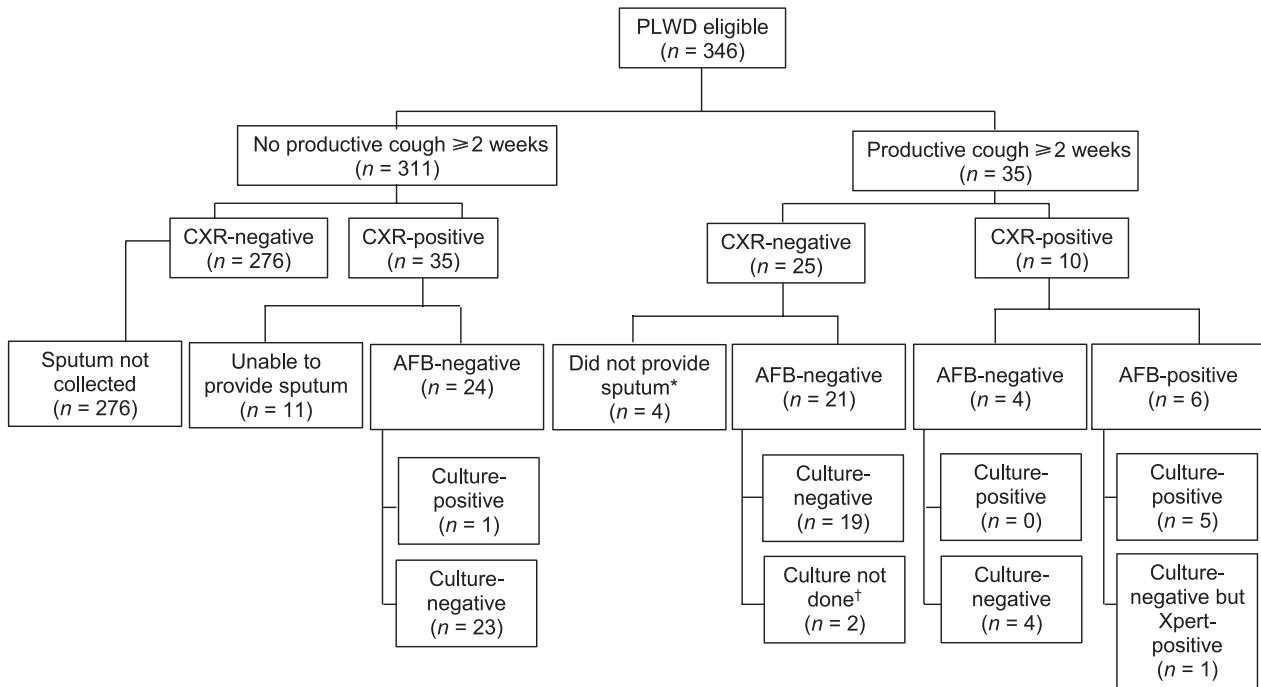 PLWD eligible
(n = 346)
No productive cough ⩾2 weeks
(n = 311)
Productive cough ⩾2 weeks
(n = 35)
CXR-negative
(n = 276)
CXR-positive
(n = 35)
CXR-negative
(n = 25)
CXR-positive
(n = 10)
Sputum not
collected
(n = 276)
Unable to
provide sputum
(n = 11)
AFB-negative
(n = 24)
Did not provide
sputum*
(n = 4)
AFB-negative
(n = 21)
AFB-negative
(n = 4)
AFB-positive
(n = 6)
Culture-
positive
(n = 1)
Culture-
negative
(n = 19)
Culture-
positive
(n = 0)
Culture-
positive
(n = 5)
Culture-
negative
(n = 23)
Culture not
done†
(n = 2)
Culture-
negative
(n = 4)
Culture-
negative but
Xpert-
positive
(n = 1)